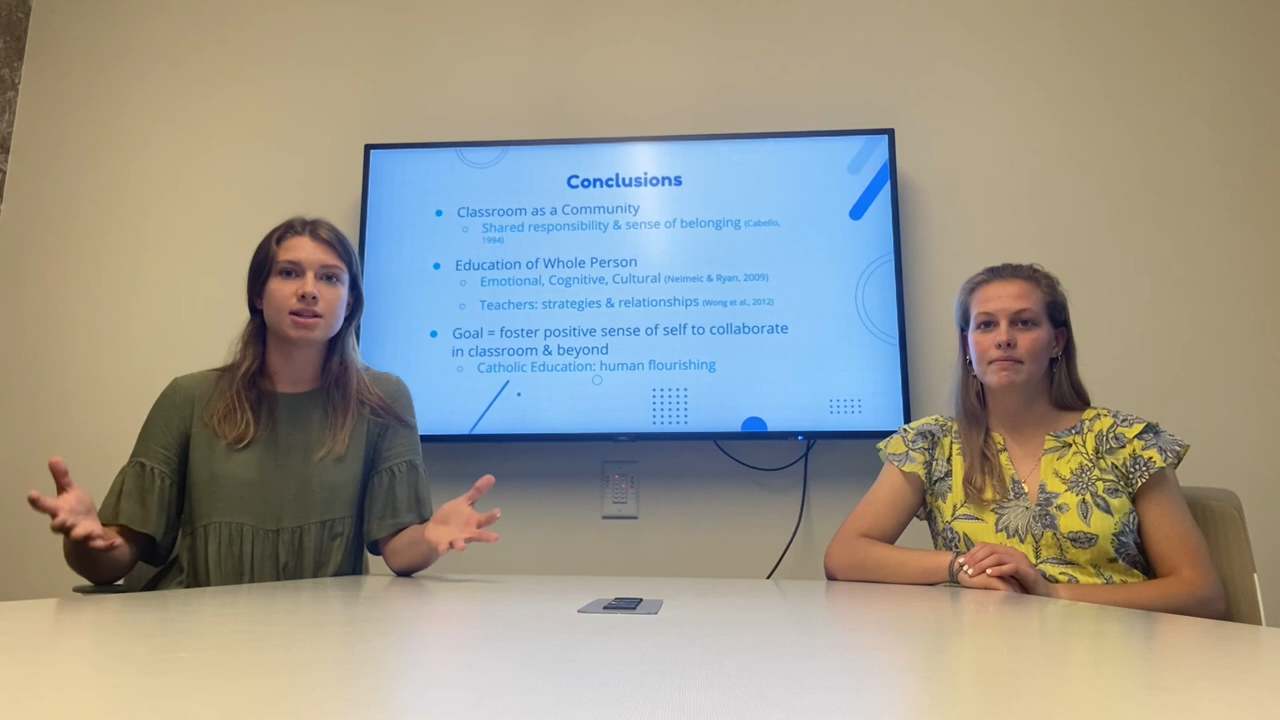 Conclusions
Classroom as a Community
Shared responsibility & sense of belonging (Cabello,
1994)
Education of Whole Person
Emotional, Cognitive, Cultural (Neimeic & Ryan, 2009)
Teachers: strategies & relationships (Wong et al., 2012)
Goal = foster positive sense of self to collaborate
in classroom & beyond
Catholic Education: human flourishing